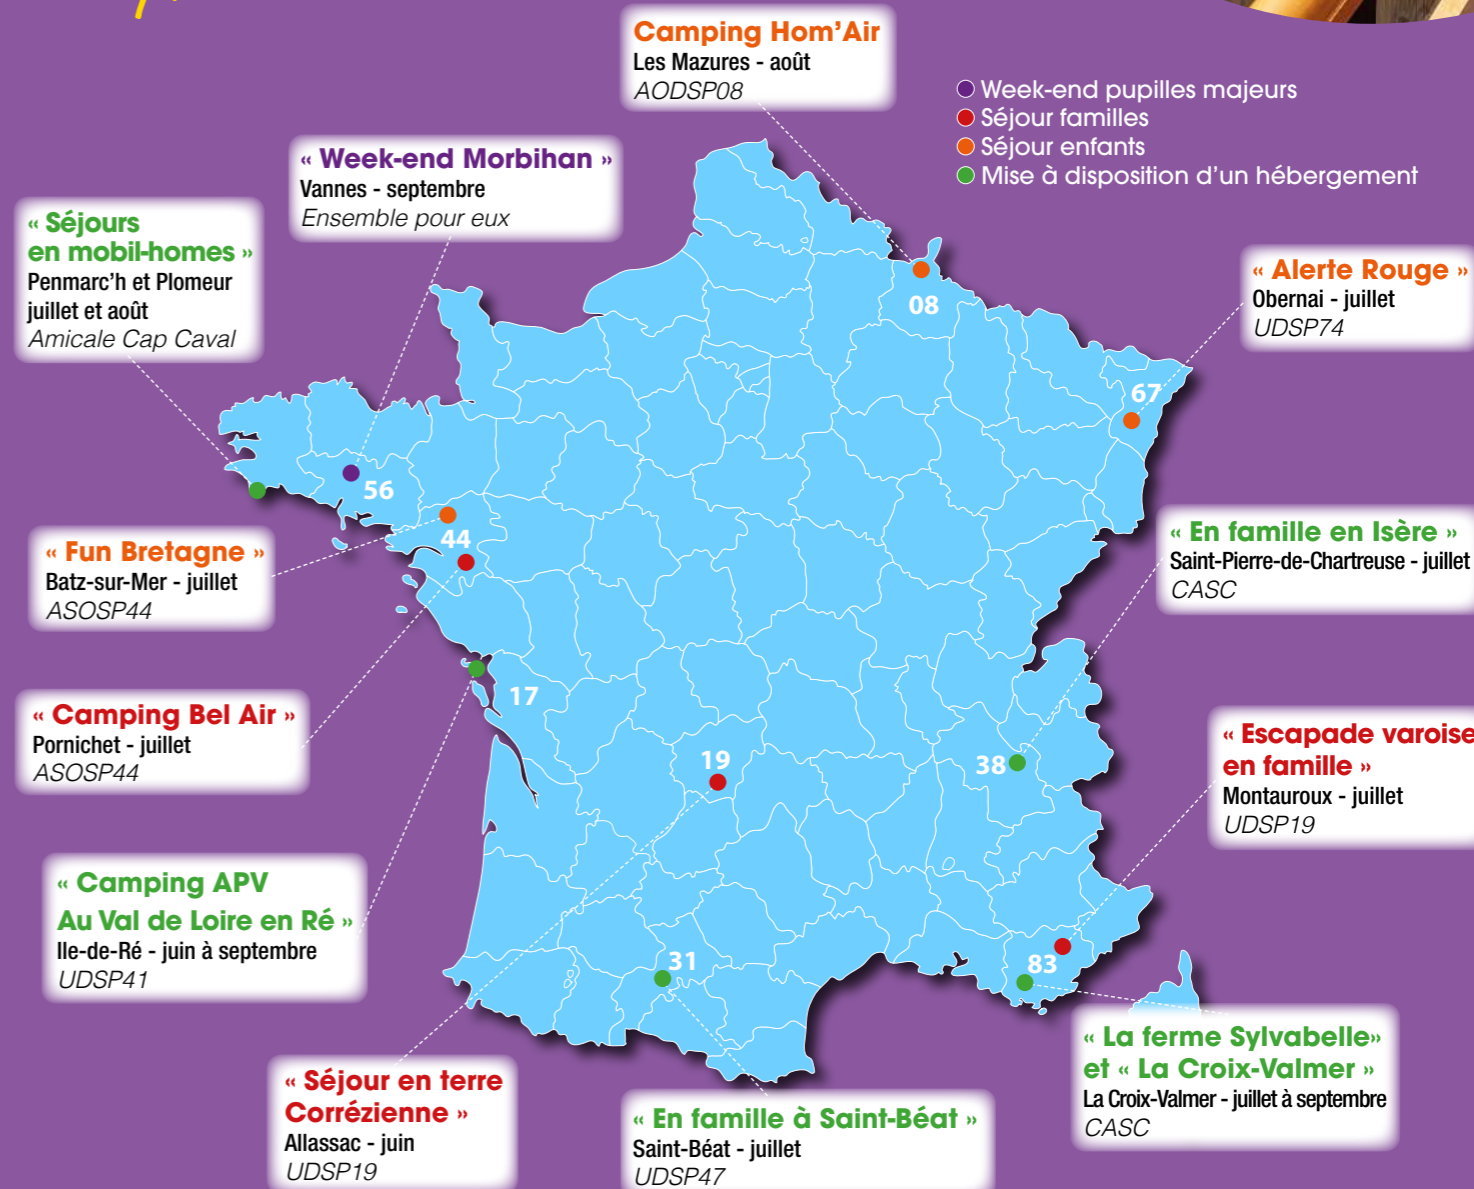 Camping Hom'Air
Les Mazures - août
AODSP08
Week-end pupilles majeurs
Séjour familles
Séjour enfants
Mise à disposition d'un hébergement
« Week-end Morbihan »
Vannes - septembre
Ensemble pour eux
« Séjours
en mobil-homes »
Penmarc'h et Plomeur
juillet et août
Amicale Cap Caval
« Alerte Rouge »
Obernai - juillet
UDSP74
08
67
56
44
17
19
38
31
83
« Fun Bretagne »
Batz-sur-Mer - juillet
ASOSP44
« En famille en Isère »
Saint-Pierre-de-Chartreuse - juillet
CASC
« Camping Bel Air »
Pornichet - juillet
ASOSP44
« Escapade varoise
en famille »
Montauroux - juillet
UDSP19
« Camping APV
Au Val de Loire en Ré »
Ile-de-Ré - juin à septembre
UDSP41
« La ferme Sylvabelle»
et « La Croix-Valmer »
La Croix-Valmer - juillet à septembre
CASC
« Séjour en terre
Corrézienne »
Allassac - juin
UDSP19
« En famille à Saint-Béat »
Saint-Béat - juillet
UDSP47